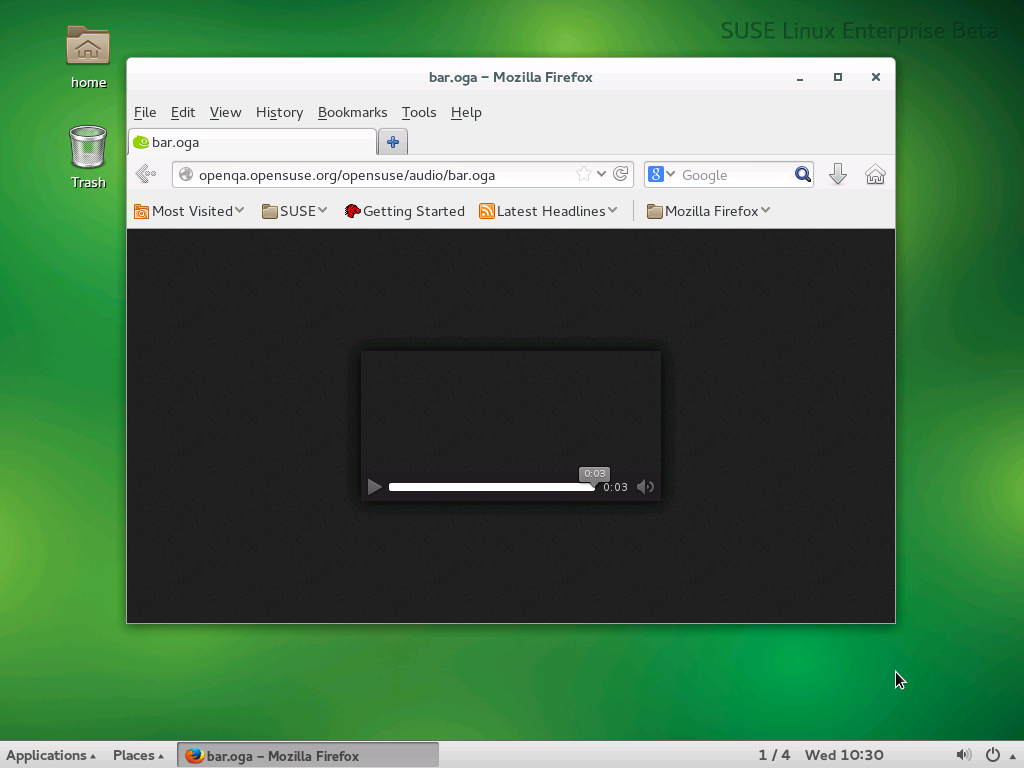 SUSE Linux Enterprise Beta
home
Trash
bar.oga – Mozilla Firefox
File Edit View History Bookmarks Tools Help
bar.oga
openqa.opensuse.org/opensuse/audio/bar.oga
8 Google
Most Visited SUSE Getting Started Latest Headlines Mozilla Firefox
0:03
0:03
Applications Places bar.oga – Mozilla Firefox 1 / 4 Wed 10:30